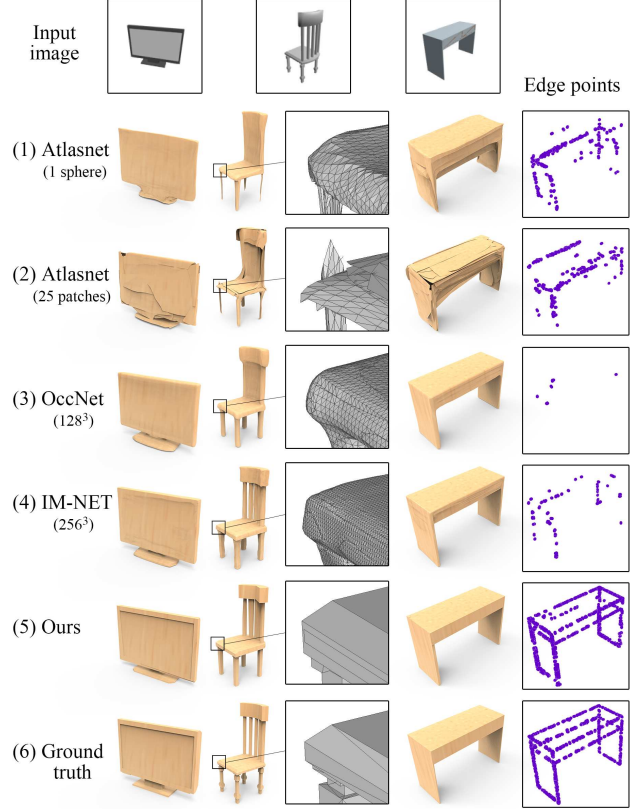 Input
image
Edge points
(1) Atlasnet
(1 sphere)
(2) Atlasnet
(25 patches)
(3) OccNet
(128³)
(4) IM-NET
(256³)
(5) Ours
(6) Ground
truth